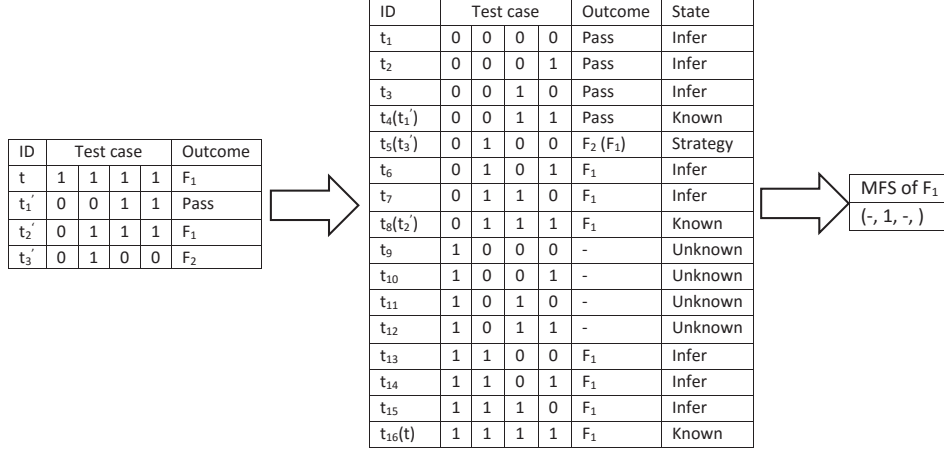 ID Test case Outcome
t 1 1 1 1 F₁
t₁′ 0 0 1 1 Pass
t₂′ 0 1 1 1 F₁
t₃′ 0 1 0 0 F₂
ID Test case Outcome State
t₁ 0 0 0 0 Pass Infer
t₂ 0 0 0 1 Pass Infer
t₃ 0 0 1 0 Pass Infer
t₄(t₁′) 0 0 1 1 Pass Known
t₅(t₃′) 0 1 0 0 F₂ (F₁) Strategy
t₆ 0 1 0 1 F₁ Infer
t₇ 0 1 1 0 F₁ Infer
t₈(t₂′) 0 1 1 1 F₁ Known
t₉ 1 0 0 0 - Unknown
t₁₀ 1 0 0 1 - Unknown
t₁₁ 1 0 1 0 - Unknown
t₁₂ 1 0 1 1 - Unknown
t₁₃ 1 1 0 0 F₁ Infer
t₁₄ 1 1 0 1 F₁ Infer
t₁₅ 1 1 1 0 F₁ Infer
t₁₆(t) 1 1 1 1 F₁ Known
MFS of F₁
(-, 1, -, )